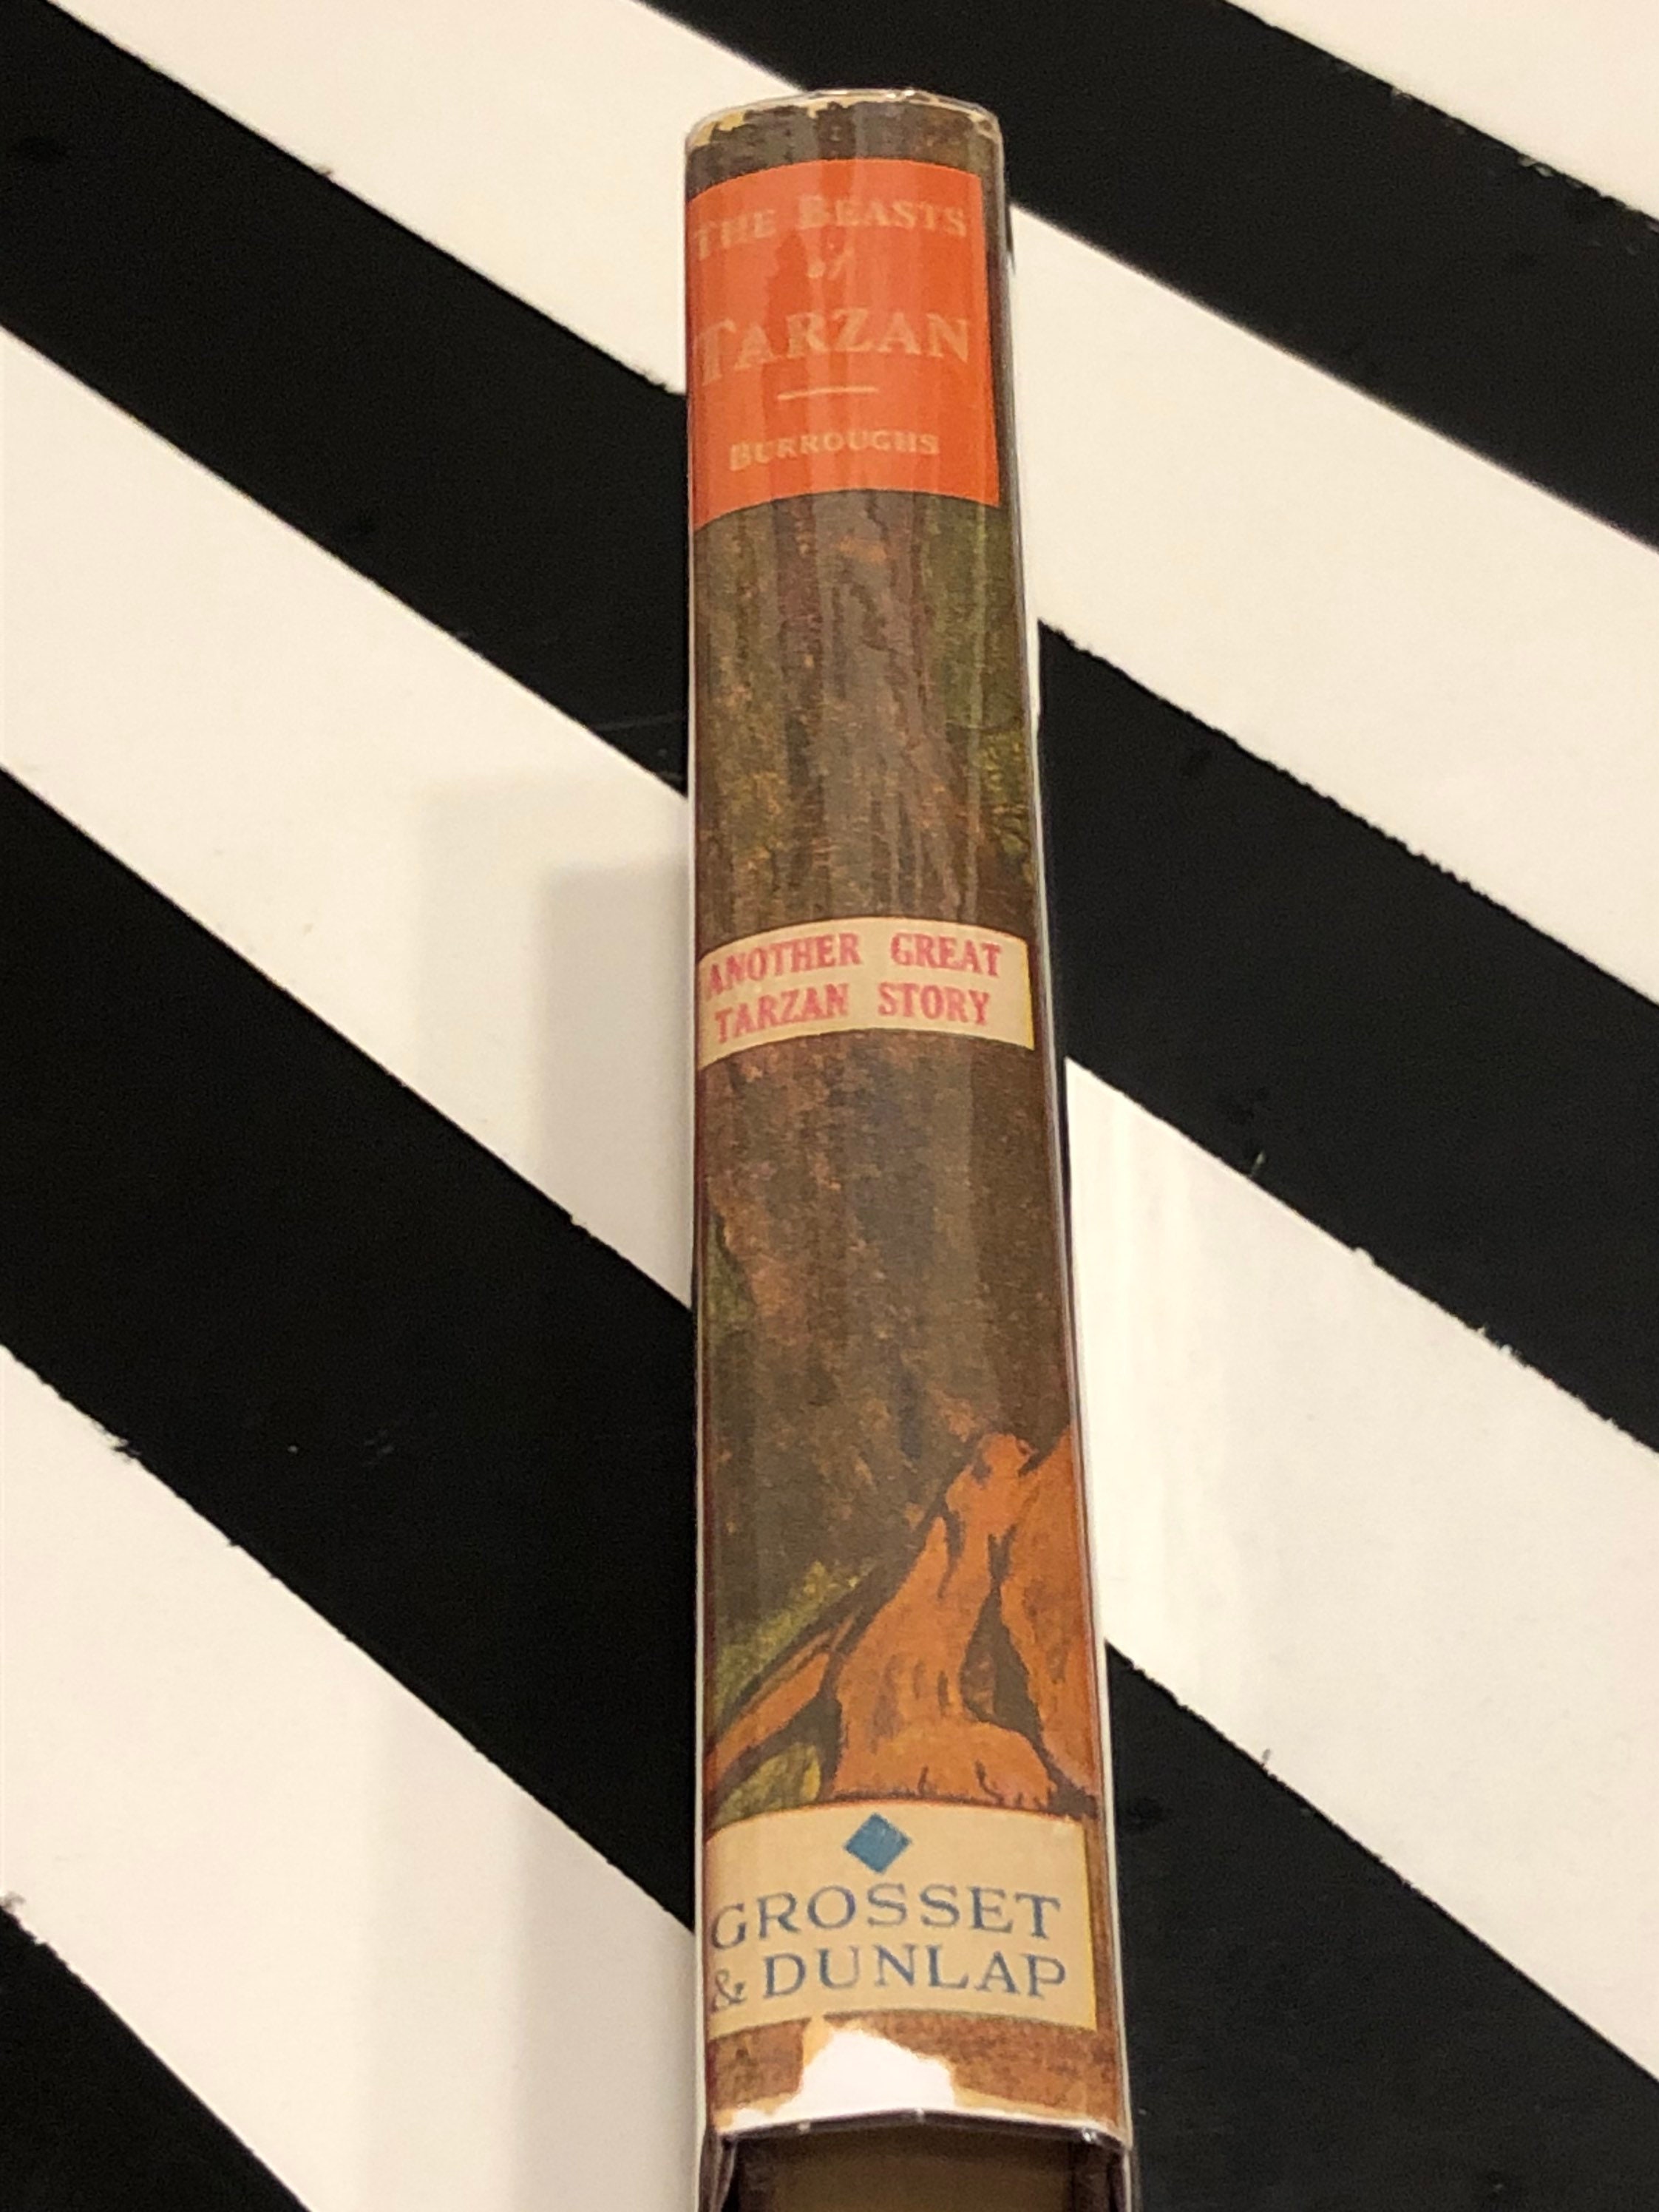 THE BEASTS
of
TARZAN
BURROUGHS
ANOTHER GREAT
TARZAN STORY
GROSSET
& DUNLAP